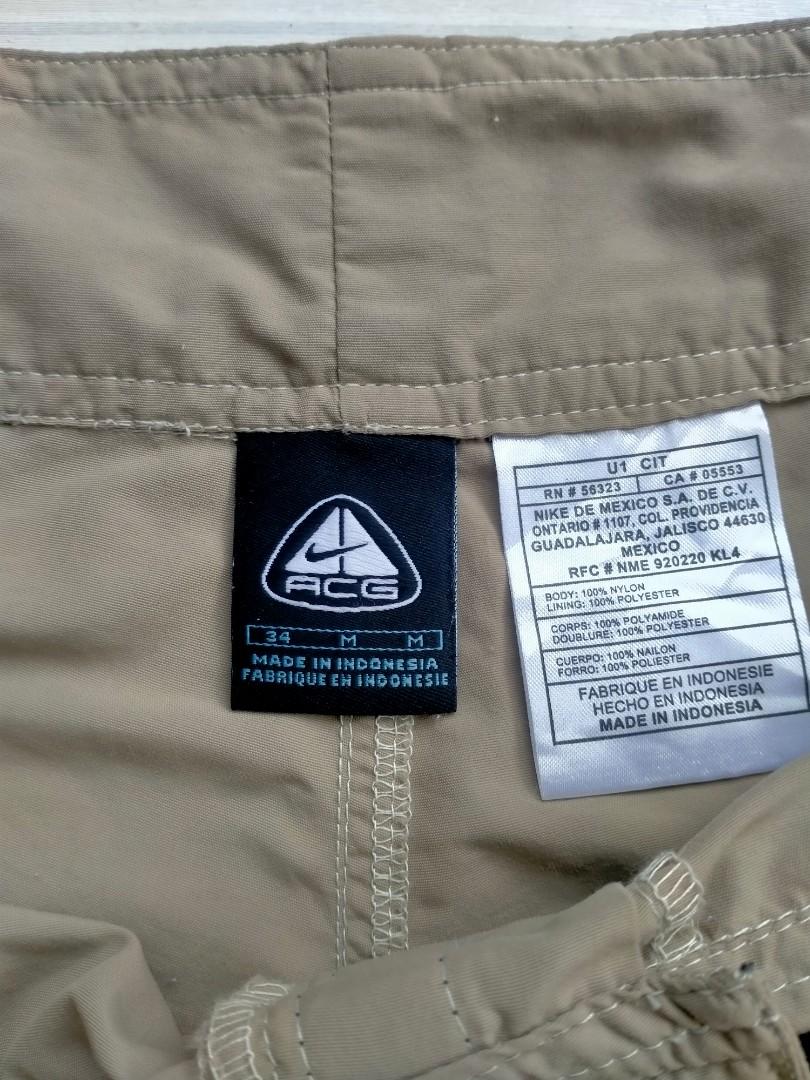 ACG
34 M M
MADE IN INDONESIA
FABRIQUE EN INDONESIE
U1 CIT
RN # 56323 CA # 05553
NIKE DE MEXICO S.A. DE C.V.
ONTARIO # 1107, COL. PROVIDENCIA
GUADALAJARA, JALISCO 44630
MEXICO
RFC # NME 920220 KL4
BODY: 100% NYLON
LINING: 100% POLYESTER
CORPS: 100% POLYAMIDE
DOUBLURE: 100% POLYESTER
CUERPO: 100% NAILON
FORRO: 100% POLIESTER
FABRIQUE EN INDONESIE
HECHO EN INDONESIA
MADE IN INDONESIA